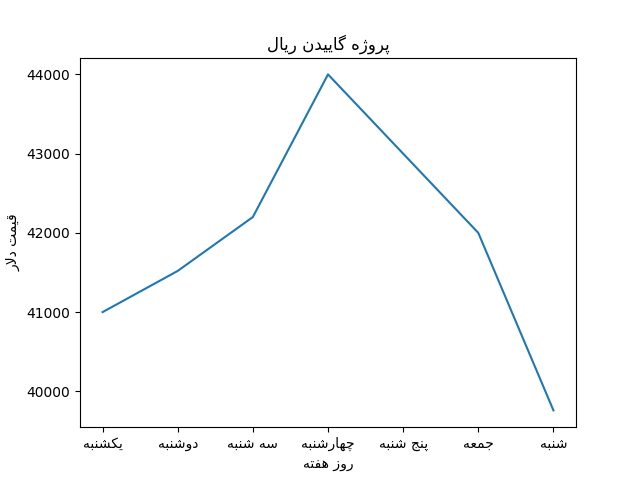 پروژه گاییدن ریال
44000
43000
42000
41000
40000
قیمت دلار
یکشنبه دوشنبه سه شنبه چهارشنبه پنج شنبه جمعه شنبه
روز هفته